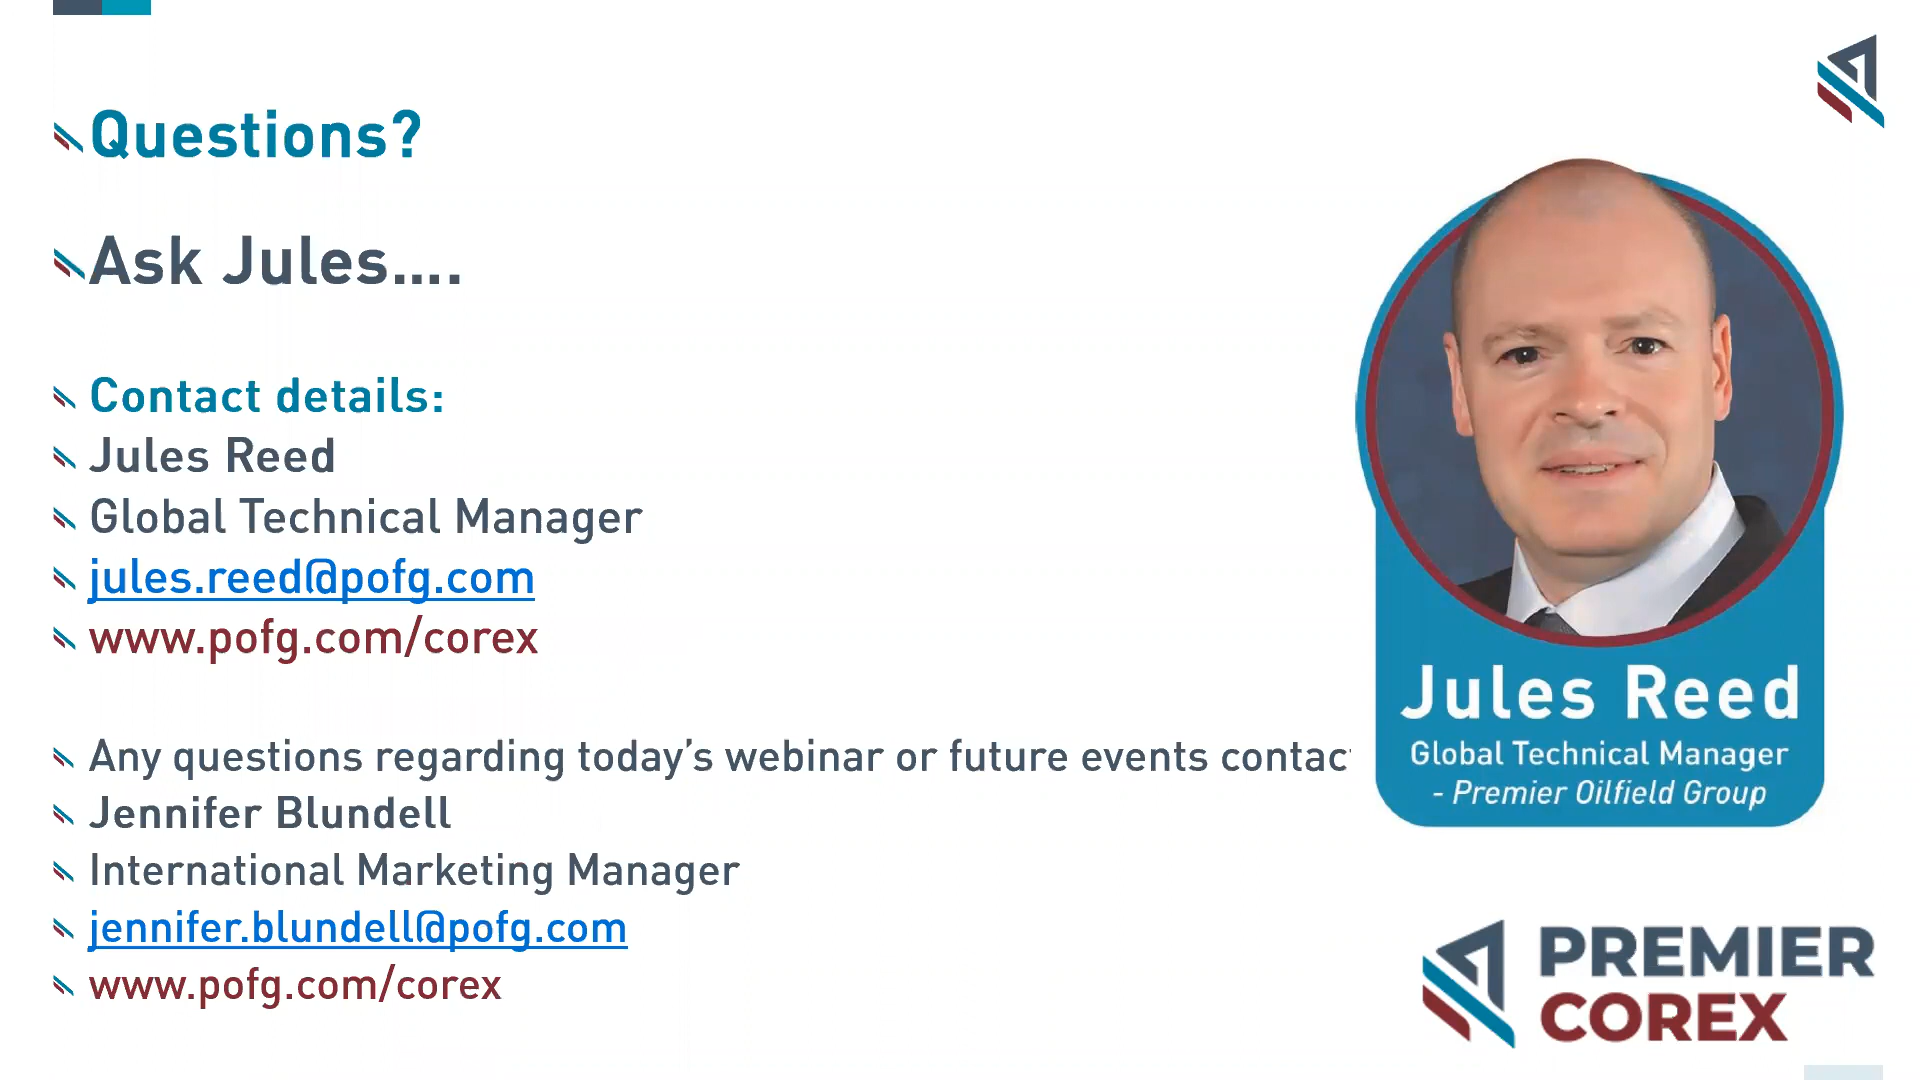 Questions?
Ask Jules....
Contact details:
Jules Reed
Global Technical Manager
jules.reed@pofg.com
www.pofg.com/corex
Any questions regarding today's webinar or future events contact
Jennifer Blundell
International Marketing Manager
jennifer.blundell@pofg.com
www.pofg.com/corex
Jules Reed
Global Technical Manager
- Premier Oilfield Group
PREMIER
COREX